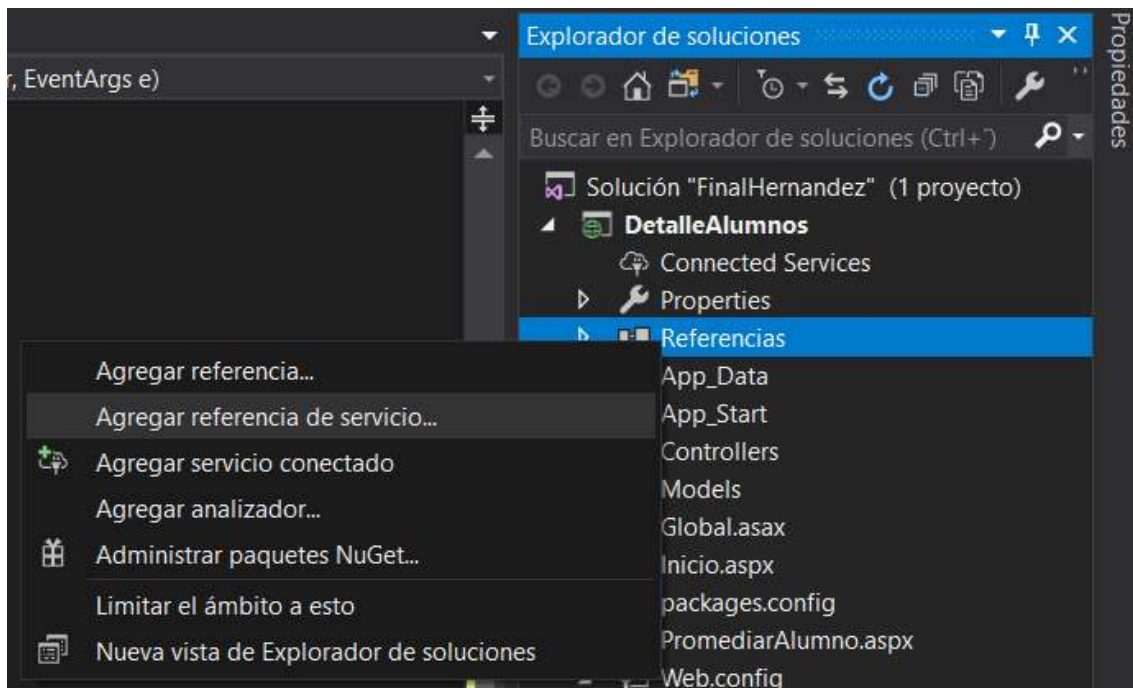 Explorador de soluciones
Propiedades
, EventArgs e)
Buscar en Explorador de soluciones (Ctrl+¨)
Solución "FinalHernandez" (1 proyecto)
DetalleAlumnos
Connected Services
Properties
Referencias
App_Data
App_Start
Controllers
Models
Global.asax
Inicio.aspx
packages.config
PromediarAlumno.aspx
Web.config
Agregar referencia...
Agregar referencia de servicio...
Agregar servicio conectado
Agregar analizador...
Administrar paquetes NuGet...
Limitar el ámbito a esto
Nueva vista de Explorador de soluciones